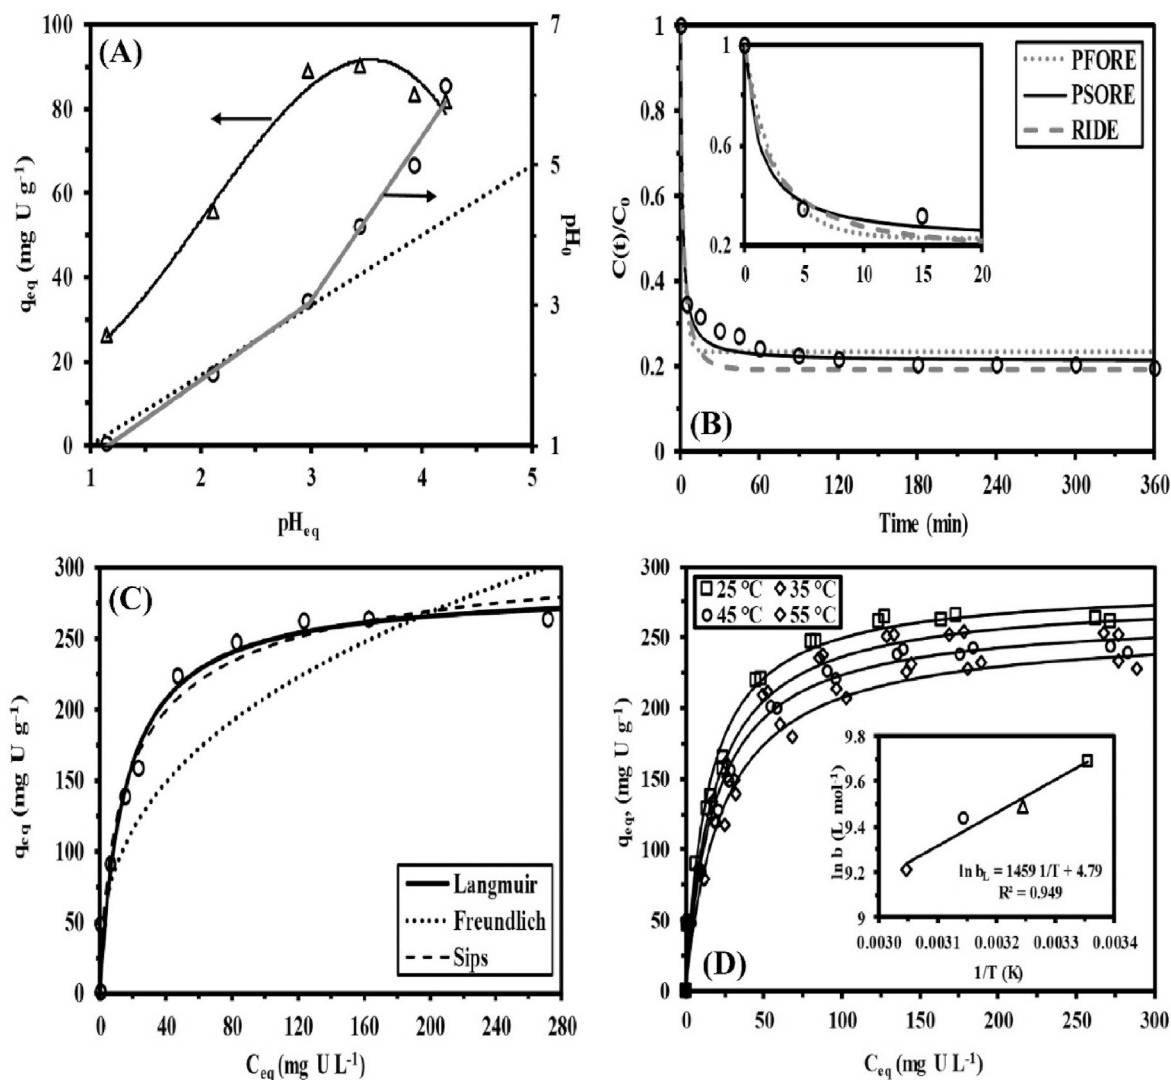 (A)
100
90
80
70
60
50
40
30
20
10
0
q_eq (mg U g⁻¹)
7
5
3
1
pH₀
1 2 3 4 5
pH_eq
(B)
1
0.8
0.6
0.4
0.2
0
C(t)/C₀
0 60 120 180 240 300 360
Time (min)
PFORE
PSORE
RIDE
1
0.6
0.2
0 5 10 15 20
(C)
300
250
200
150
100
50
0
q_eq (mg U g⁻¹)
0 40 80 120 160 200 240 280
C_eq (mg U L⁻¹)
Langmuir
Freundlich
Sips
(D)
300
250
200
150
100
50
0
q_eq, (mg U g⁻¹)
0 50 100 150 200 250 300
C_eq (mg U L⁻¹)
25 °C 35 °C
45 °C 55 °C
9.8
9.6
9.4
9.2
9
ln b (L mol⁻¹)
ln b_L = 1459 1/T + 4.79
R² = 0.949
0.0030 0.0031 0.0032 0.0033 0.0034
1/T (K)